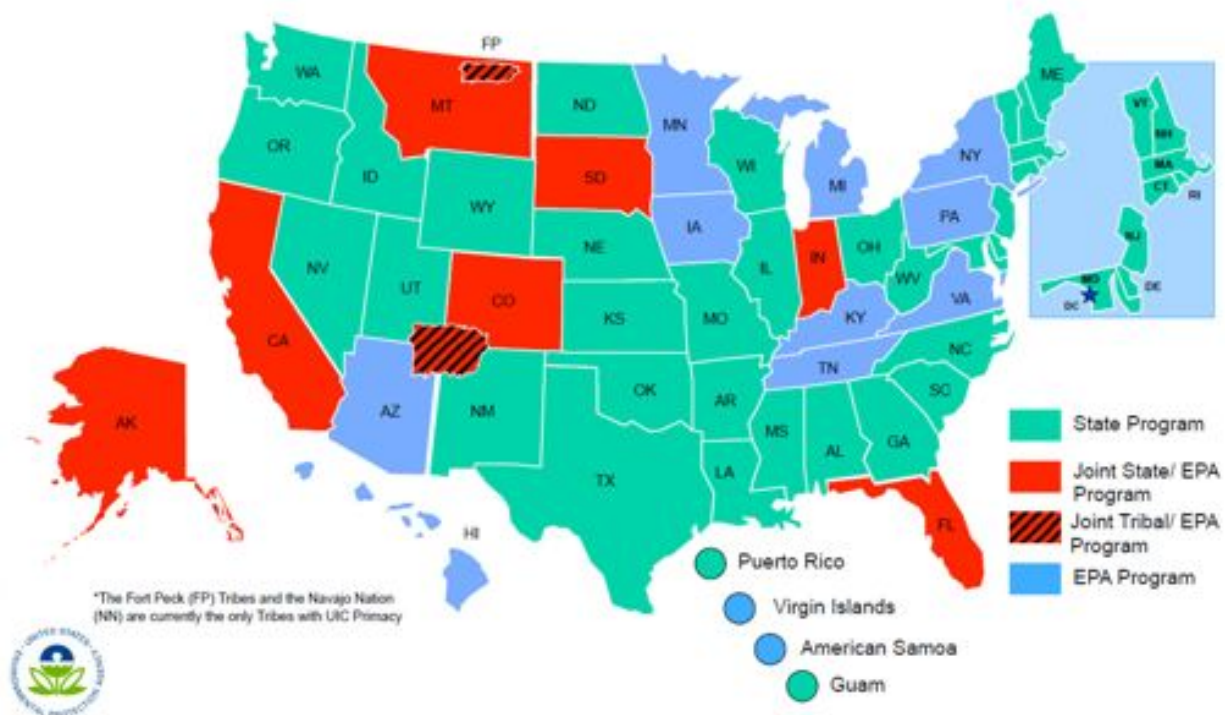 FP
WA
MT
ND
MN
ME
OR
ID
SD
WI
MI
NY
VT
NH
MA
CT
RI
WY
IA
PA
NJ
NE
NV
UT
CO
IL
IN
OH
WV
VA
MD
DE
DC
CA
KS
MO
KY
NC
TN
AZ
NM
OK
AR
SC
AK
MS
AL
GA
State Program
TX
LA
Joint State/ EPA
Program
FL
Joint Tribal/ EPA
Program
HI
Puerto Rico
EPA Program
*The Fort Peck (FP) Tribes and the Navajo Nation
(NN) are currently the only Tribes with UIC Primacy
Virgin Islands
American Samoa
Guam